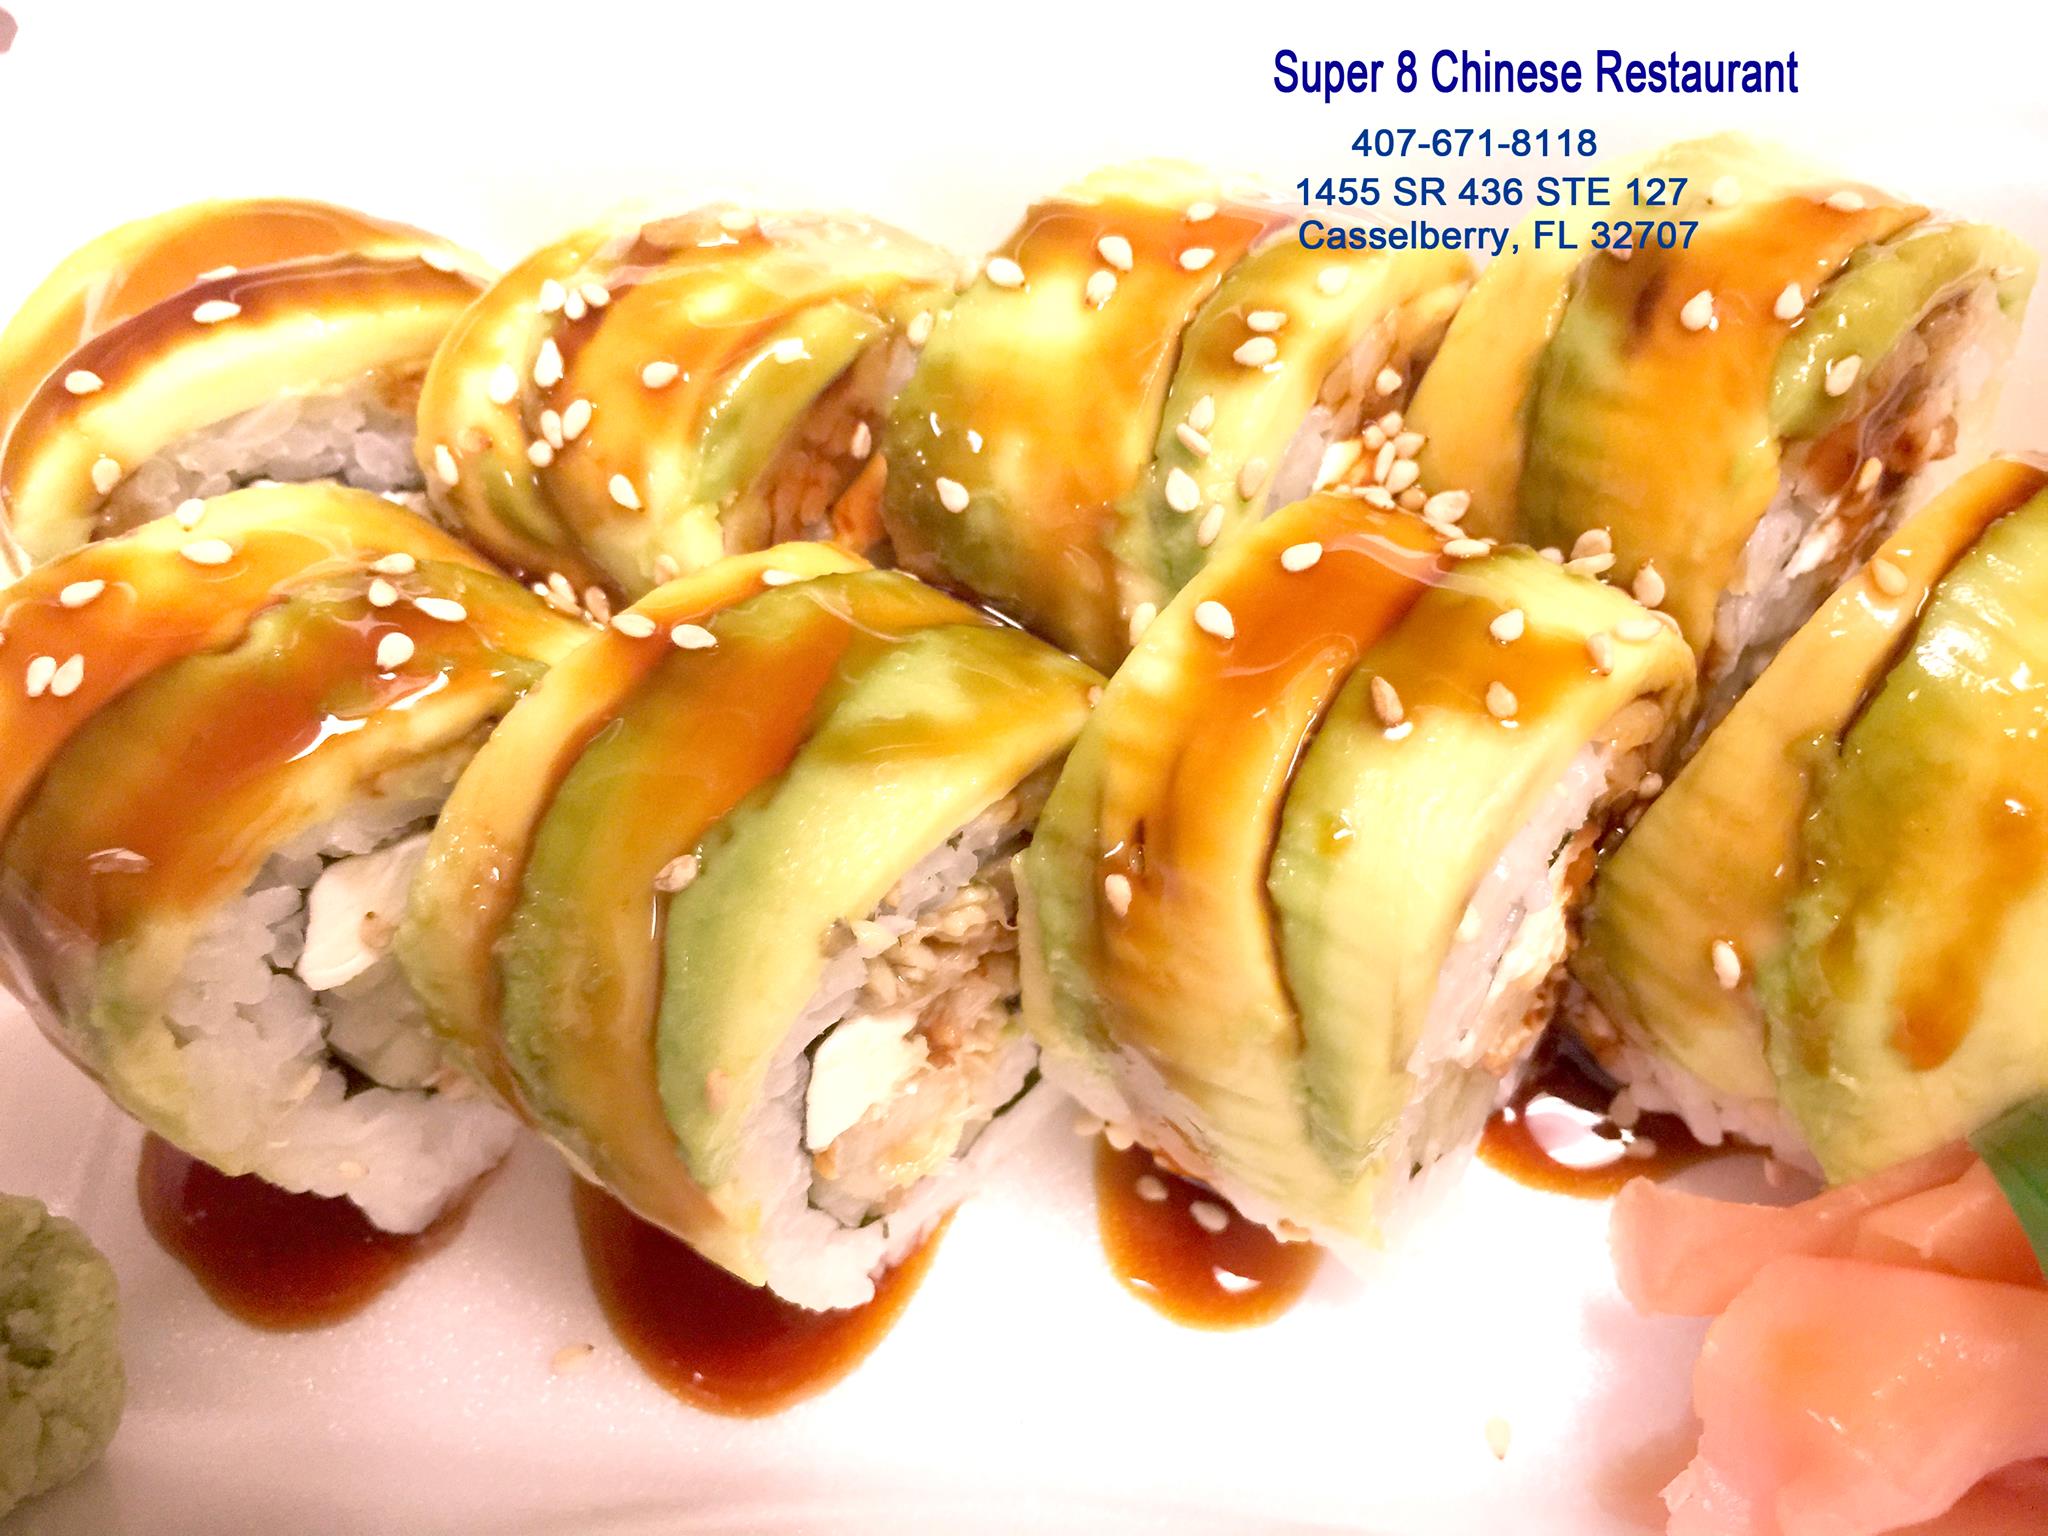 Super 8 Chinese Restaurant
407-671-8118
1455 SR 436 STE 127
Casselberry, FL 32707